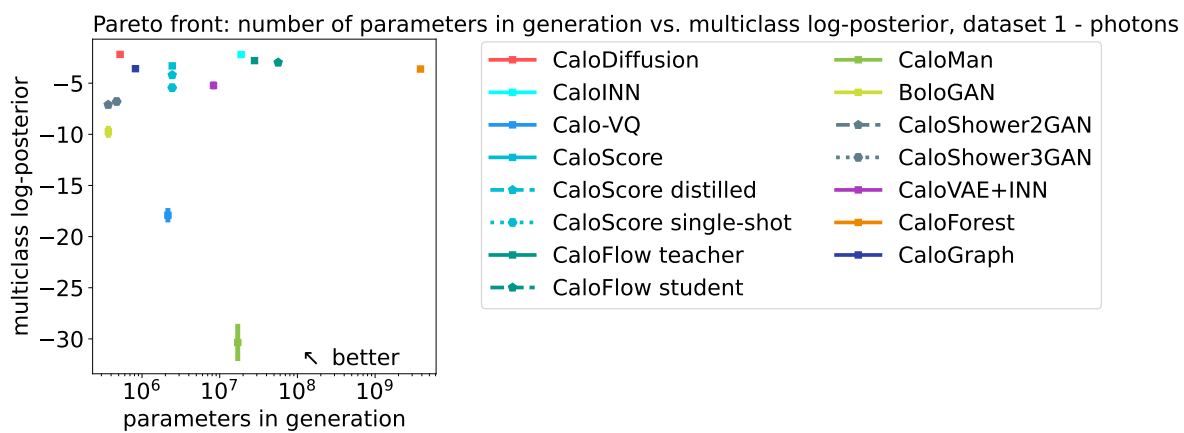 Pareto front: number of parameters in generation vs. multiclass log-posterior, dataset 1 - photons
multiclass log-posterior
−5
−10
−15
−20
−25
−30
↖ better
10^6 10^7 10^8 10^9
parameters in generation
CaloDiffusion
CaloINN
Calo-VQ
CaloScore
CaloScore distilled
CaloScore single-shot
CaloFlow teacher
CaloFlow student
CaloMan
BoloGAN
CaloShower2GAN
CaloShower3GAN
CaloVAE+INN
CaloForest
CaloGraph